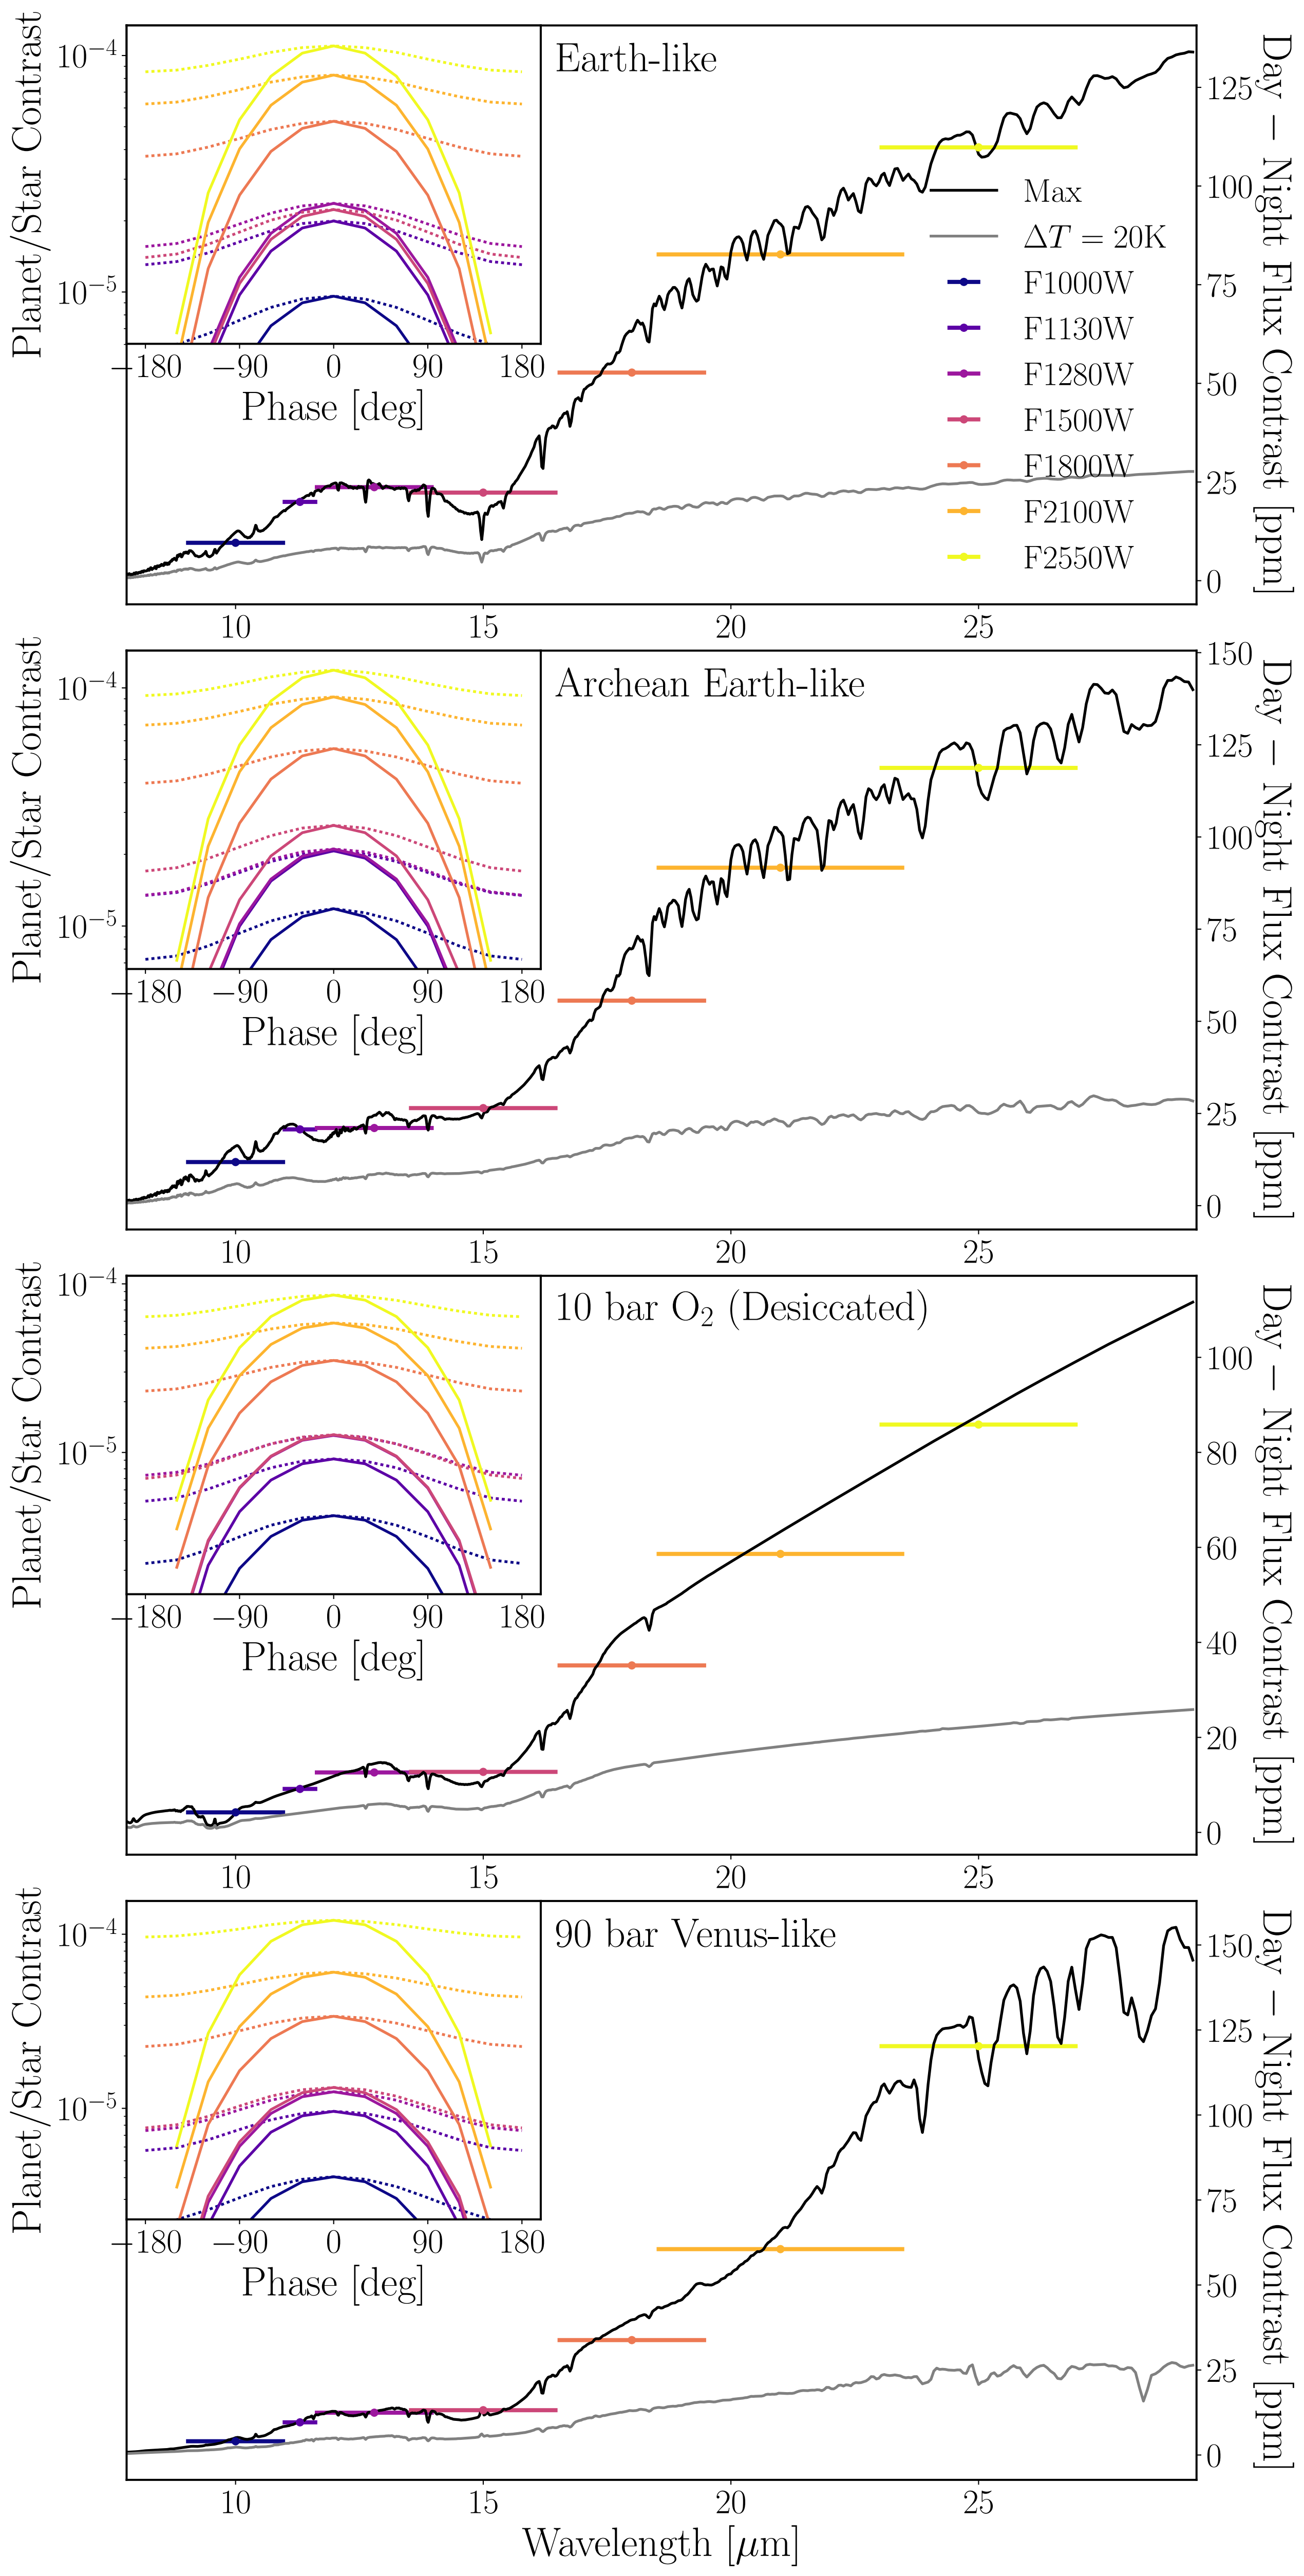 Earth-like
Planet/Star Contrast
10⁻⁴
10⁻⁵
−180 −90 0 90 180
Phase [deg]
Max
ΔT = 20K
F1000W
F1130W
F1280W
F1500W
F1800W
F2100W
F2550W
125
100
75
50
25
0
Day − Night Flux Contrast [ppm]
10 15 20 25
Archean Earth-like
Planet/Star Contrast
10⁻⁴
10⁻⁵
−180 −90 0 90 180
Phase [deg]
150
125
100
75
50
25
0
Day − Night Flux Contrast [ppm]
10 15 20 25
10 bar O₂ (Desiccated)
Planet/Star Contrast
10⁻⁴
10⁻⁵
−180 −90 0 90 180
Phase [deg]
100
80
60
40
20
0
Day − Night Flux Contrast [ppm]
10 15 20 25
90 bar Venus-like
Planet/Star Contrast
10⁻⁴
10⁻⁵
−180 −90 0 90 180
Phase [deg]
150
125
100
75
50
25
0
Day − Night Flux Contrast [ppm]
10 15 20 25
Wavelength [μm]